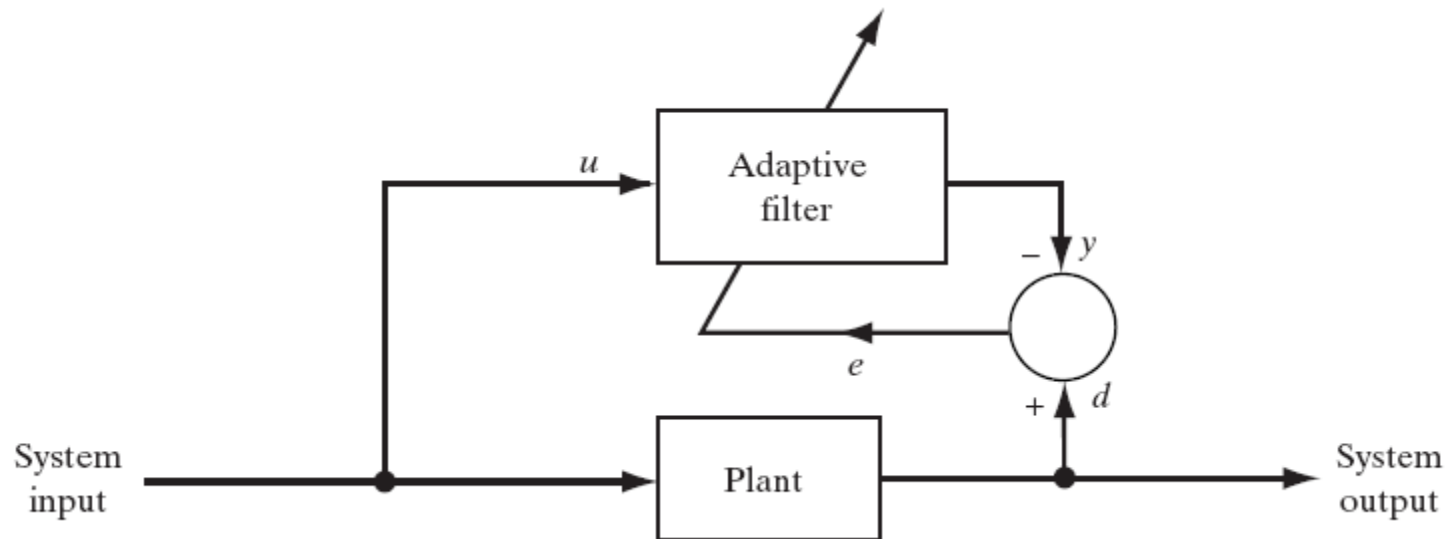 u
Adaptive
filter
− y
e
+ d
System
input
Plant
System
output